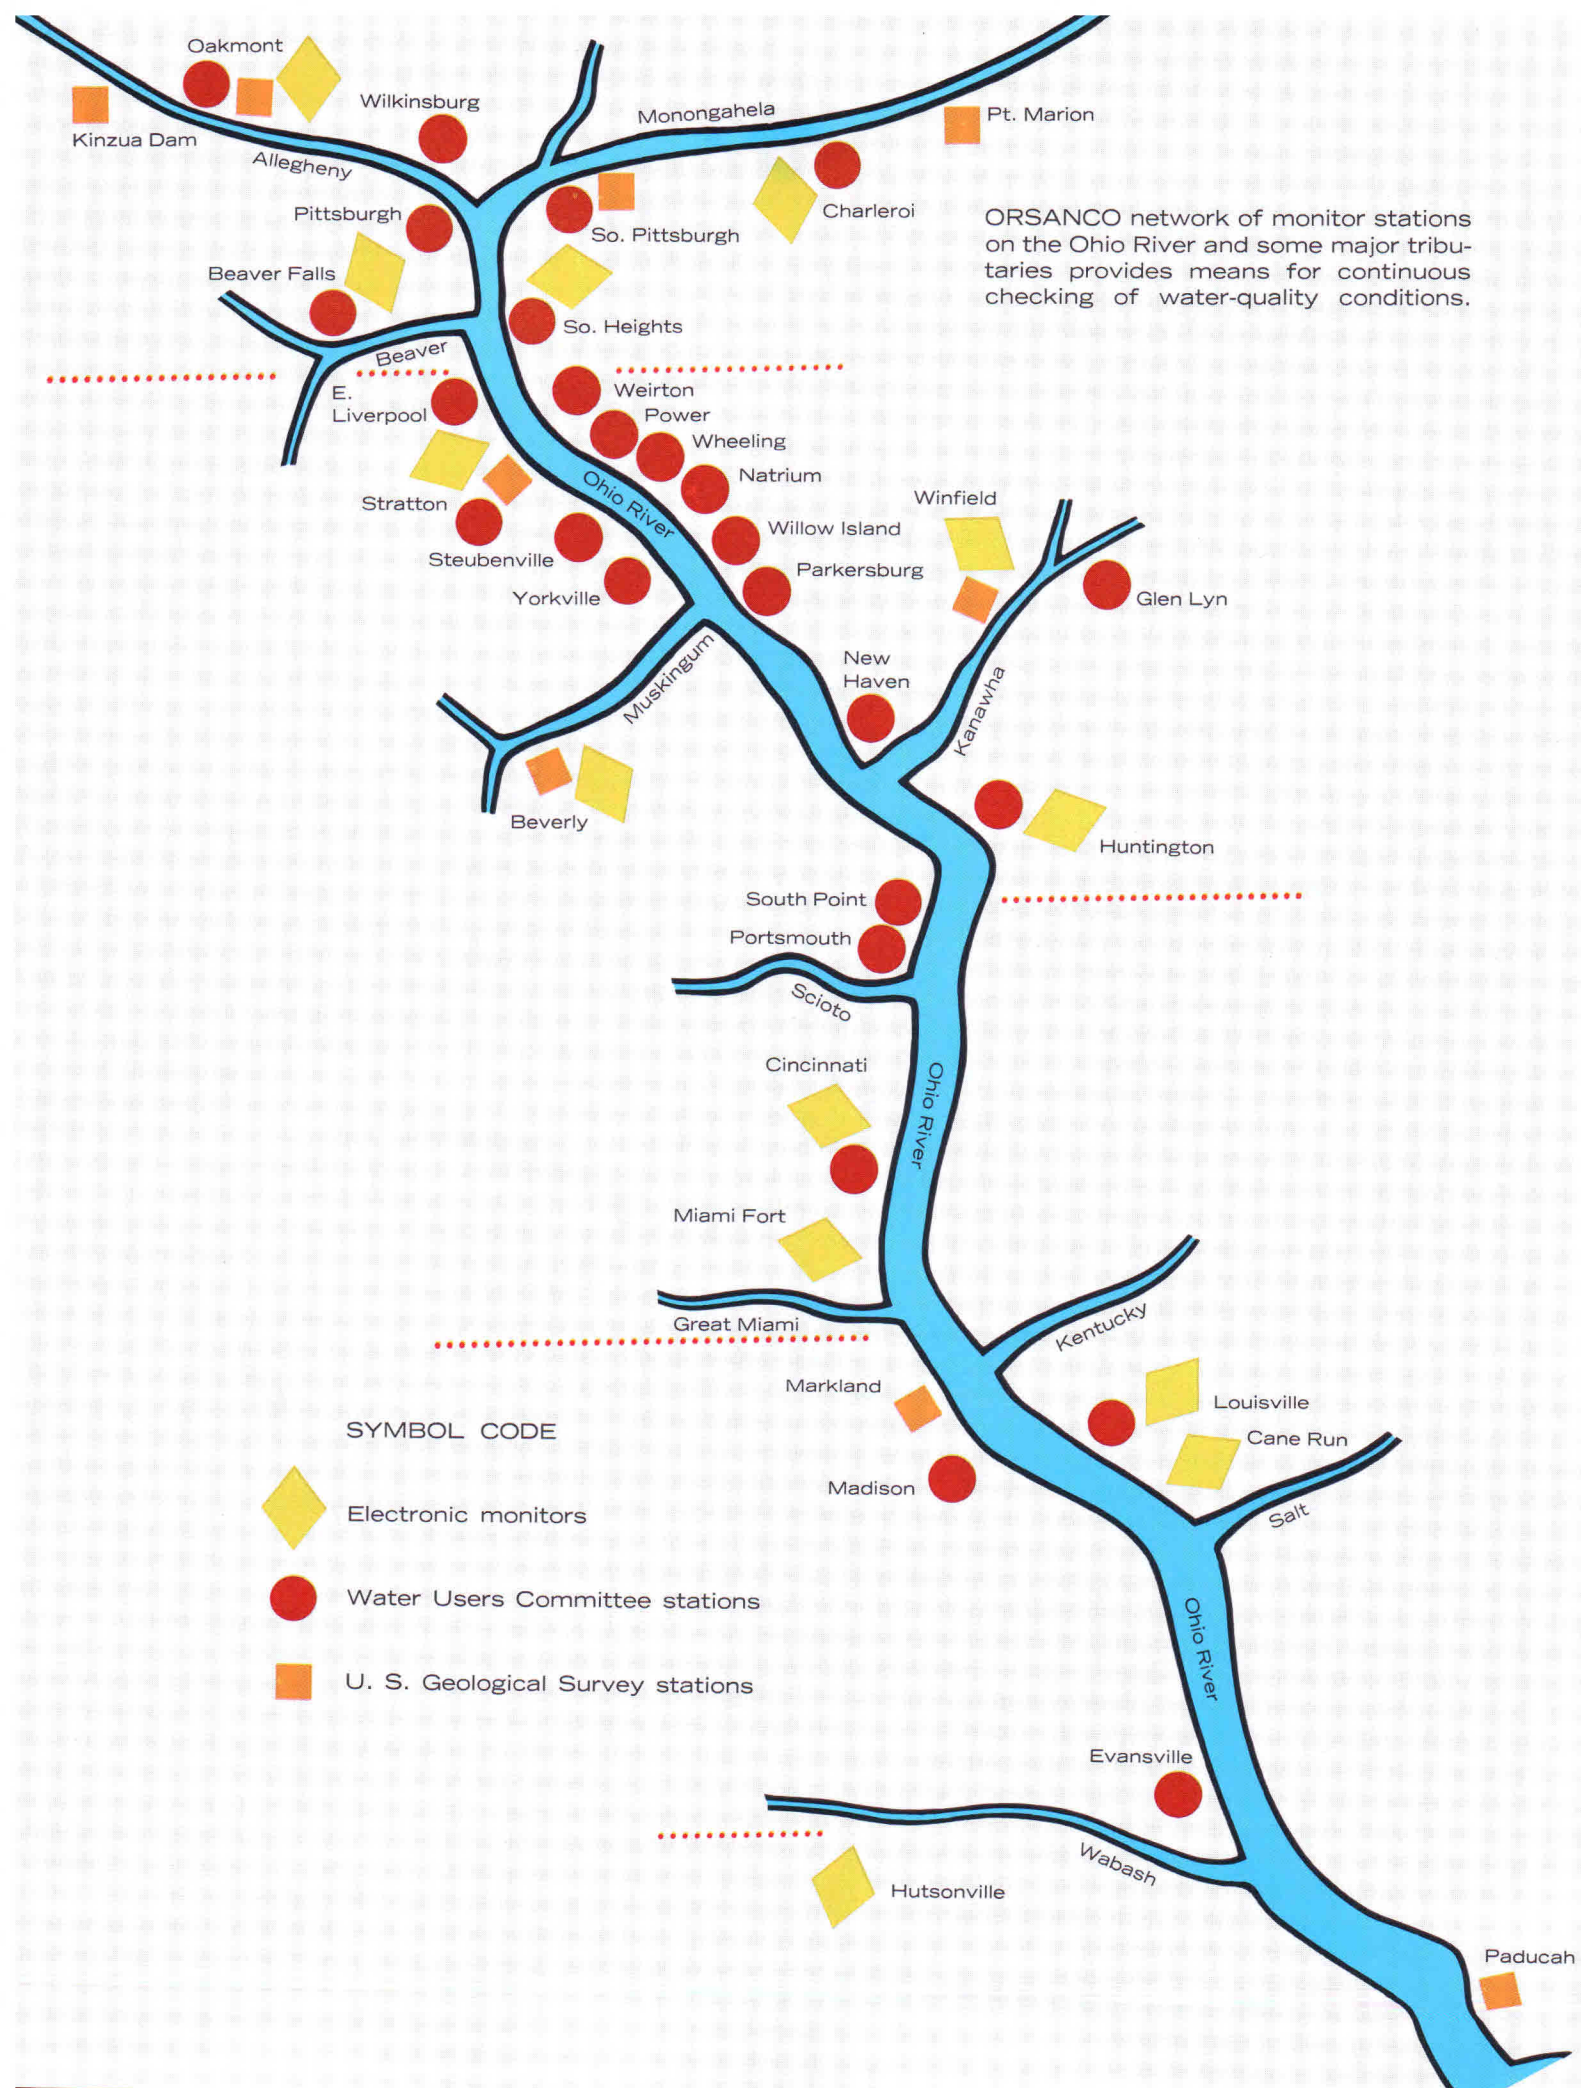 Oakmont
Wilkinsburg
Monongahela
Pt. Marion
Kinzua Dam
Allegheny
Pittsburgh
So. Pittsburgh
Charleroi
ORSANCO network of monitor stations
on the Ohio River and some major tribu-
taries provides means for continuous
checking of water-quality conditions.
Beaver Falls
So. Heights
Beaver
E.
Liverpool
Weirton
Power
Wheeling
Natrium
Ohio River
Stratton
Winfield
Willow Island
Steubenville
Parkersburg
Yorkville
Glen Lyn
Muskingum
New
Haven
Kanawha
Beverly
Huntington
South Point
Portsmouth
Scioto
Cincinnati
Ohio River
Miami Fort
Great Miami
Kentucky
Markland
Louisville
Cane Run
SYMBOL CODE
Madison
Salt
Electronic monitors
Water Users Committee stations
Ohio River
U. S. Geological Survey stations
Evansville
Wabash
Hutsonville
Paducah